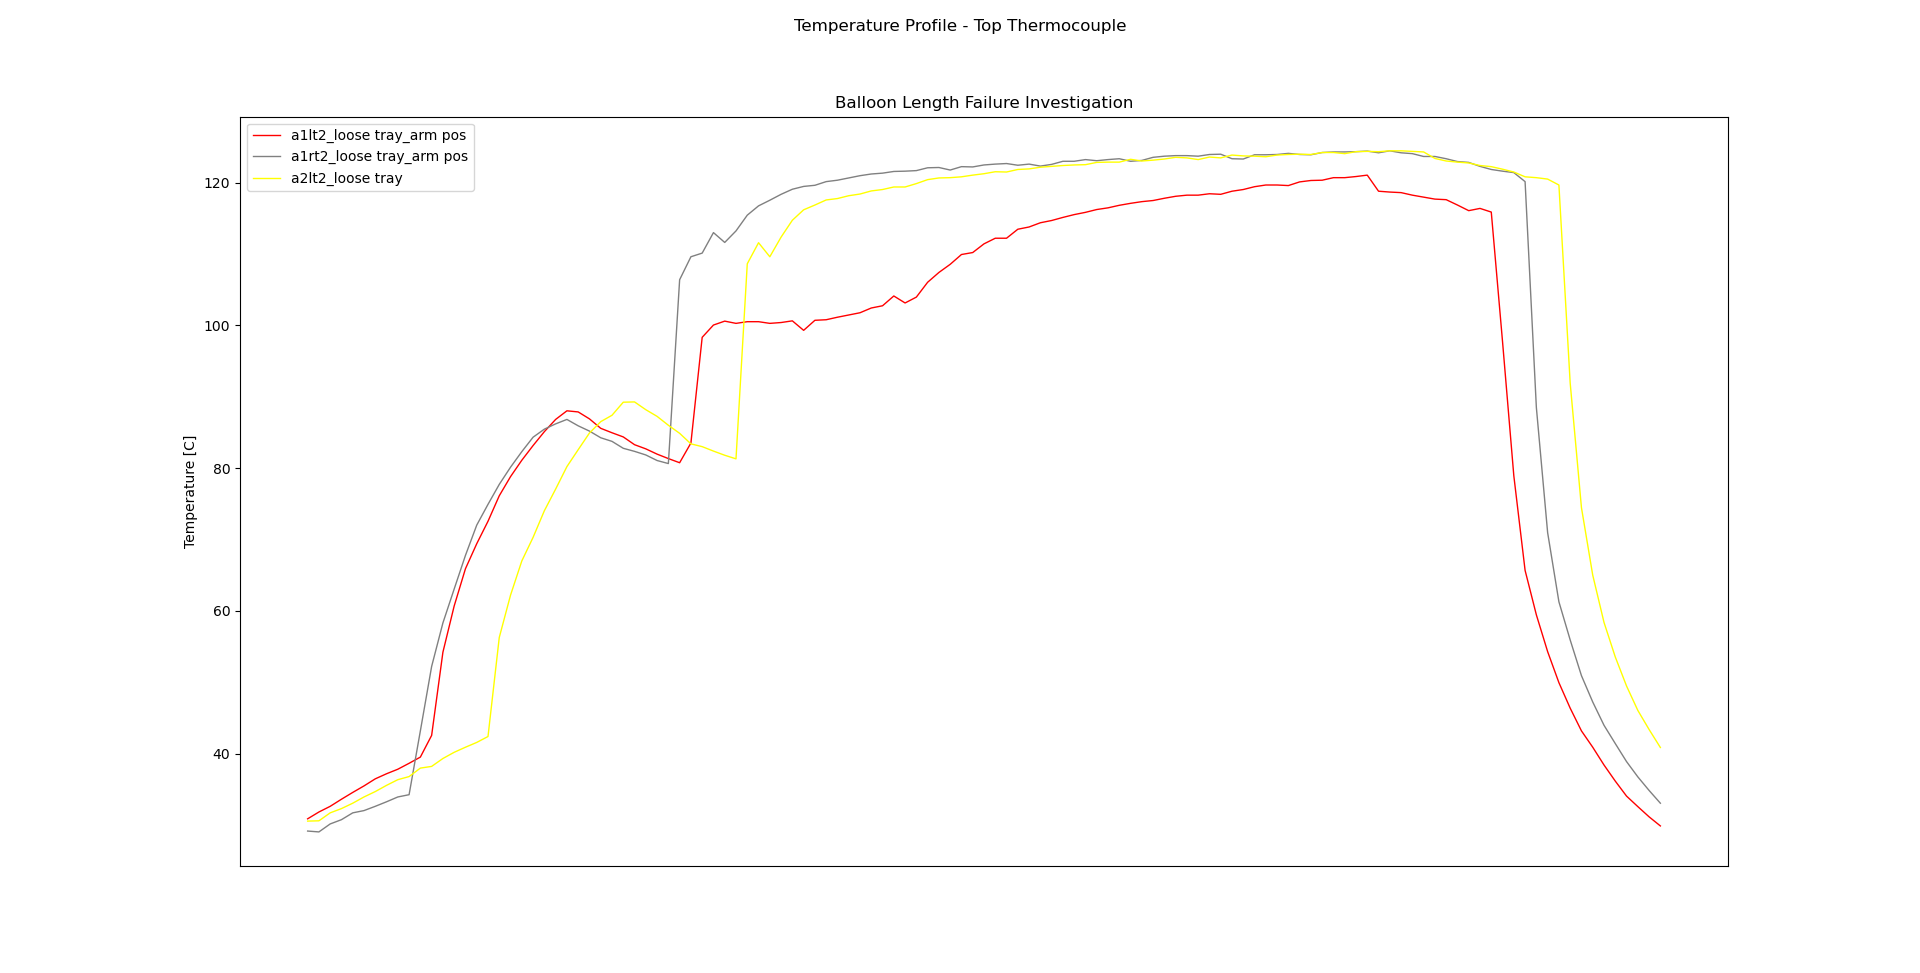 Temperature Profile - Top Thermocouple
Balloon Length Failure Investigation
a1lt2_loose tray_arm pos
a1rt2_loose tray_arm pos
a2lt2_loose tray
120
100
80
60
40
Temperature [C]